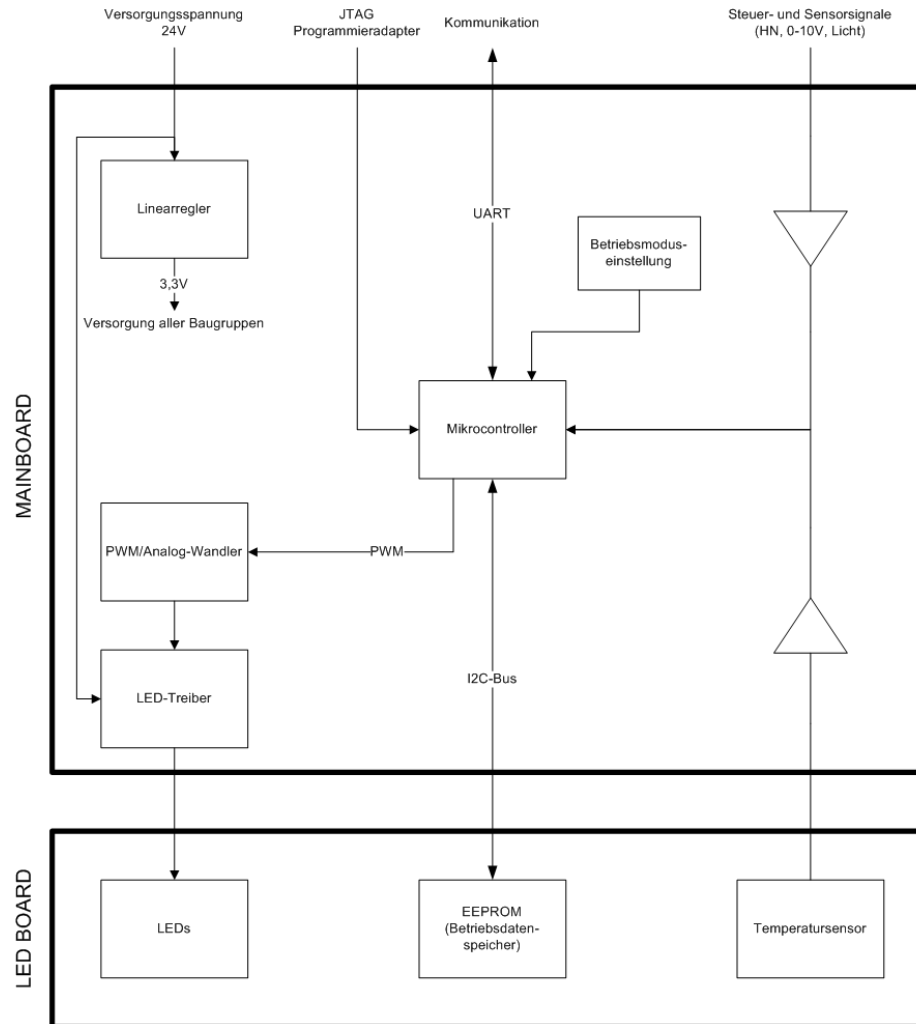 Versorgungsspannung
24V
JTAG
Programmieradapter
Kommunikation
Steuer- und Sensorsignale
(HN, 0-10V, Licht)
MAINBOARD
Linearregler
3,3V
Versorgung aller Baugruppen
UART
Betriebsmodus-
einstellung
Mikrocontroller
PWM/Analog-Wandler
PWM
LED-Treiber
I2C-Bus
LED BOARD
LEDs
EEPROM
(Betriebsdaten-
speicher)
Temperatursensor